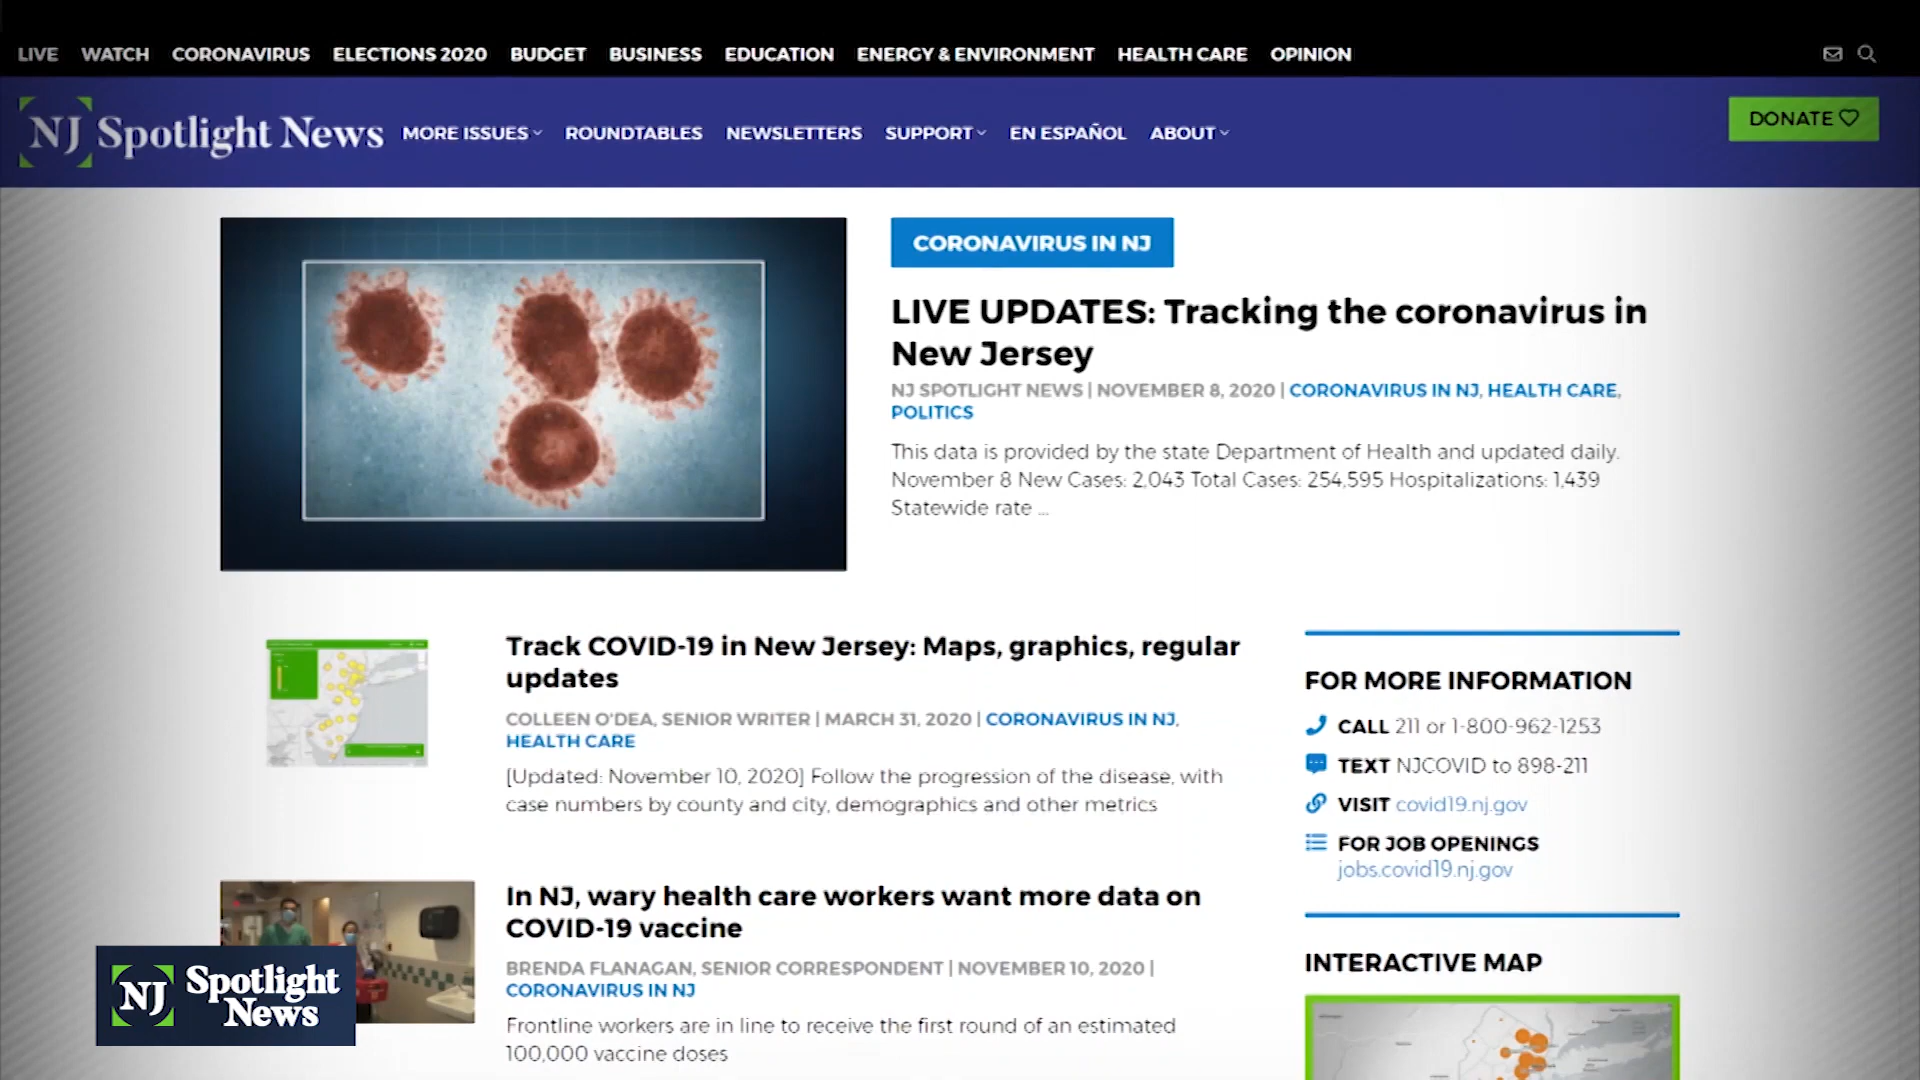 LIVE WATCH CORONAVIRUS ELECTIONS 2020 BUDGET BUSINESS EDUCATION ENERGY & ENVIRONMENT HEALTH CARE OPINION
NJ Spotlight News MORE ISSUES ROUNDTABLES NEWSLETTERS SUPPORT EN ESPAÑOL ABOUT
DONATE
CORONAVIRUS IN NJ
LIVE UPDATES: Tracking the coronavirus in
New Jersey
NJ SPOTLIGHT NEWS | NOVEMBER 8, 2020 | CORONAVIRUS IN NJ, HEALTH CARE,
POLITICS
This data is provided by the state Department of Health and updated daily.
November 8 New Cases: 2,043 Total Cases: 254,595 Hospitalizations: 1,439
Statewide rate ...
Track COVID-19 in New Jersey: Maps, graphics, regular
updates
COLLEEN O'DEA, SENIOR WRITER | MARCH 31, 2020 | CORONAVIRUS IN NJ,
HEALTH CARE
[Updated: November 10, 2020] Follow the progression of the disease, with
case numbers by county and city, demographics and other metrics
In NJ, wary health care workers want more data on
COVID-19 vaccine
BRENDA FLANAGAN, SENIOR CORRESPONDENT | NOVEMBER 10, 2020 |
CORONAVIRUS IN NJ
Frontline workers are in line to receive the first round of an estimated
100,000 vaccine doses
FOR MORE INFORMATION
CALL 211 or 1-800-962-1253
TEXT NJCOVID to 898-211
VISIT covid19.nj.gov
FOR JOB OPENINGS
jobs.covid19.nj.gov
INTERACTIVE MAP
NJ Spotlight
News